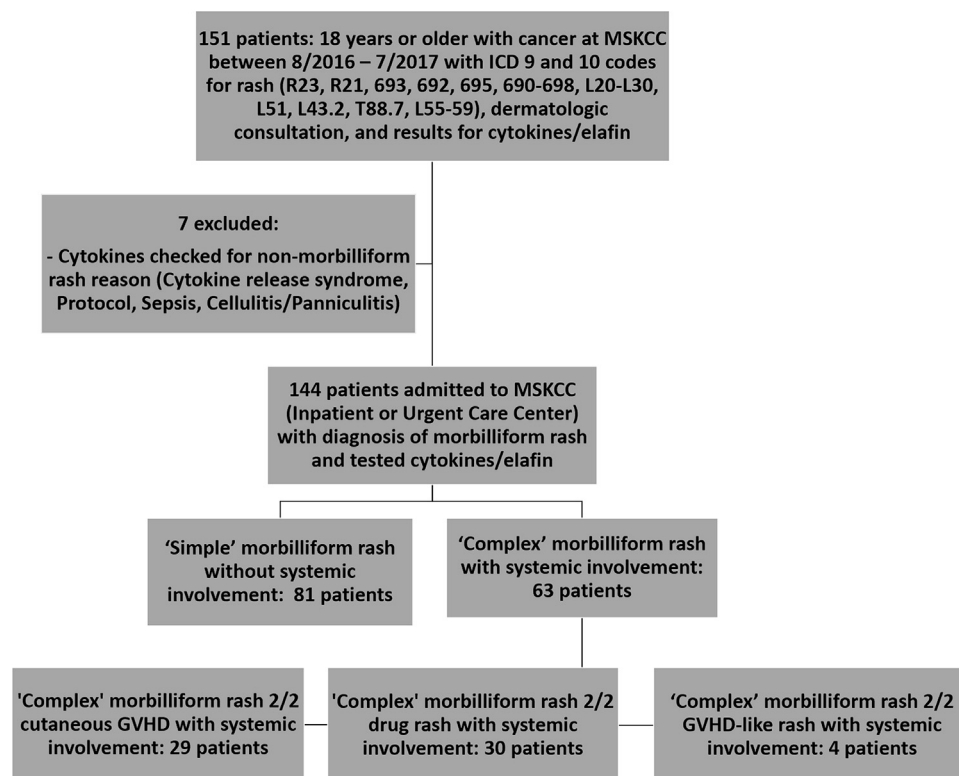 151 patients: 18 years or older with cancer at MSKCC
between 8/2016 – 7/2017 with ICD 9 and 10 codes
for rash (R23, R21, 693, 692, 695, 690-698, L20-L30,
L51, L43.2, T88.7, L55-59), dermatologic
consultation, and results for cytokines/elafin
7 excluded:
- Cytokines checked for non-morbilliform
rash reason (Cytokine release syndrome,
Protocol, Sepsis, Cellulitis/Panniculitis)
144 patients admitted to MSKCC
(Inpatient or Urgent Care Center)
with diagnosis of morbilliform rash
and tested cytokines/elafin
‘Simple’ morbilliform rash
without systemic
involvement:  81 patients
‘Complex’ morbilliform rash
with systemic involvement:
63 patients
'Complex' morbilliform rash 2/2
cutaneous GVHD with systemic
involvement: 29 patients
'Complex' morbilliform rash 2/2
drug rash with systemic
involvement: 30 patients
‘Complex’ morbilliform rash 2/2
GVHD-like rash with systemic
involvement: 4 patients